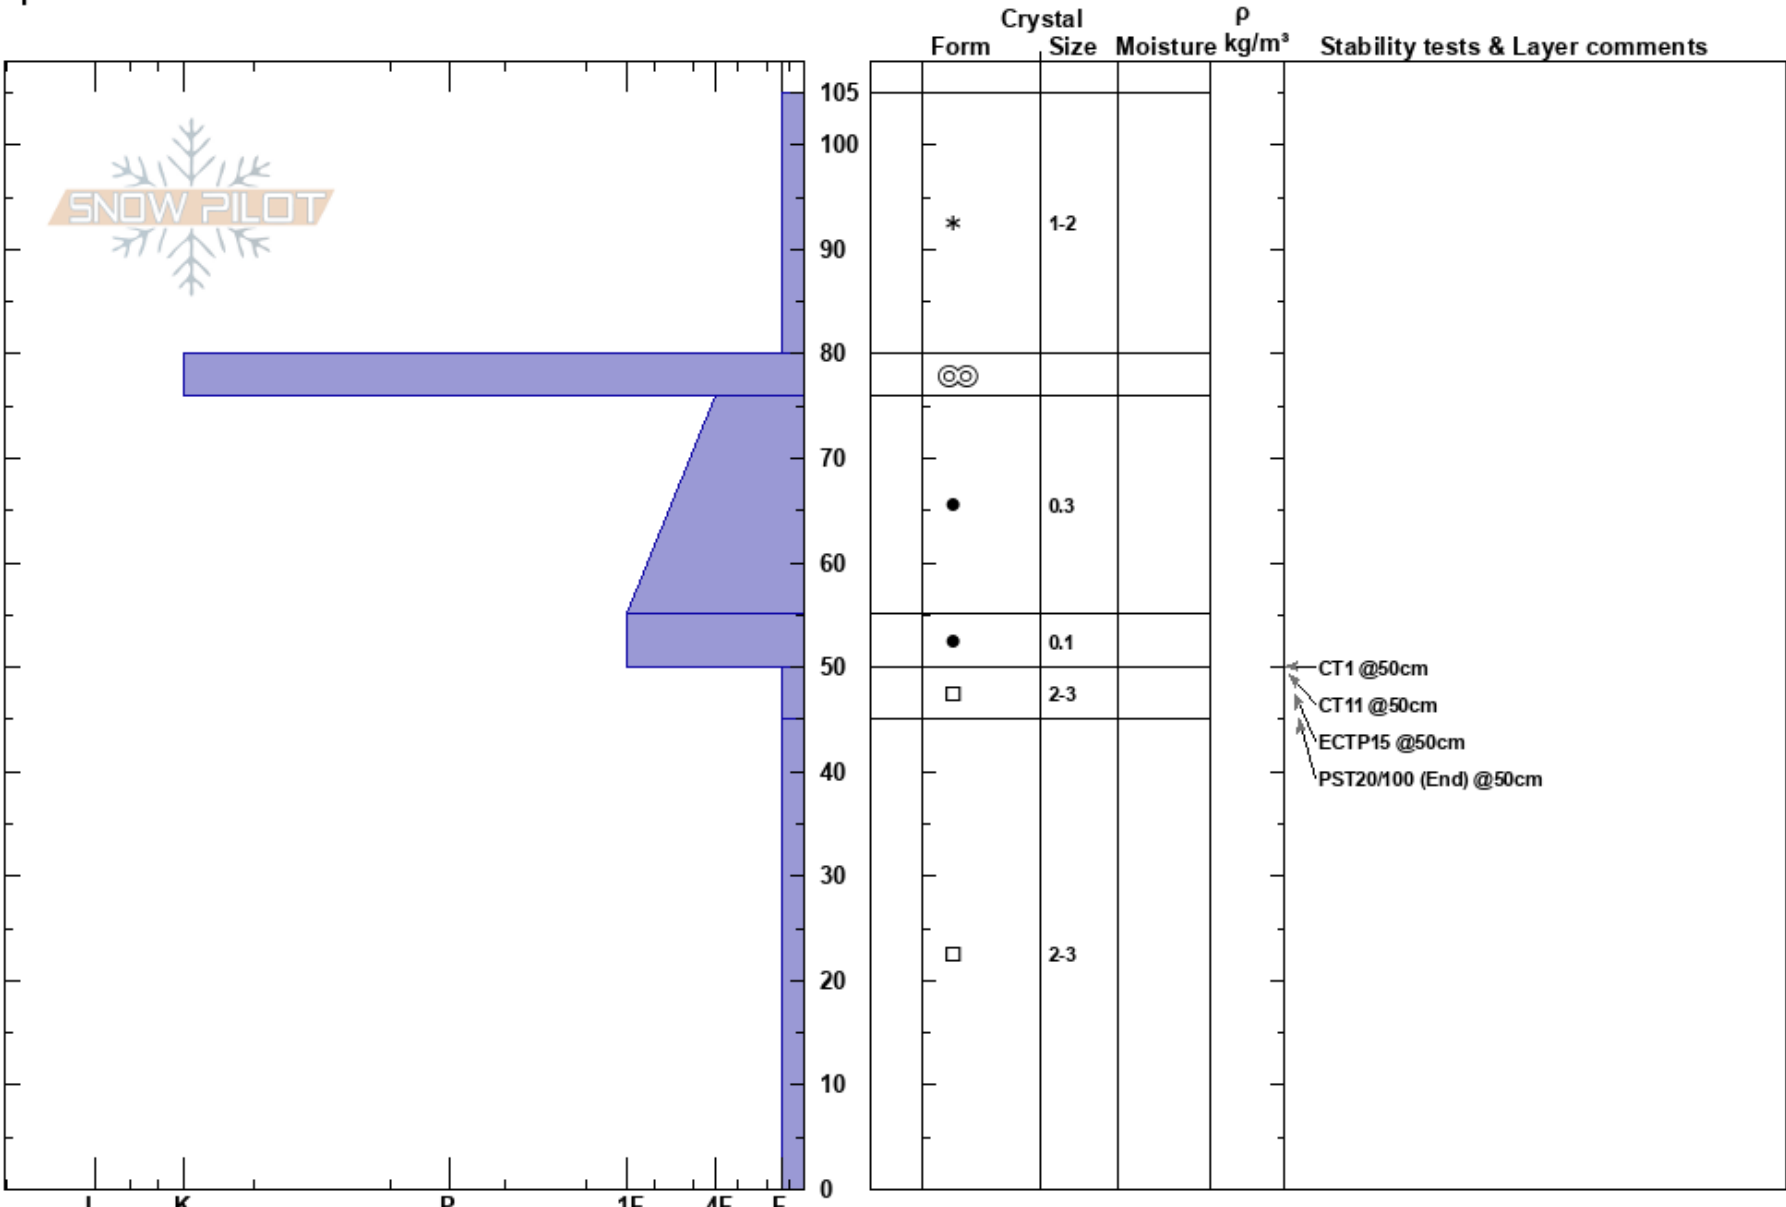 Crystal ρ
Form Size Moisture kg/m³ Stability tests & Layer comments
105
100
SNOW PILOT
1-2
90
80
70
0.3
60
0.1
50
CT1 @50cm
2-3
CT11 @50cm
ECTP15 @50cm
40
PST20/100 (End) @50cm
30
2-3
20
10
0
I K P 1F 4F F